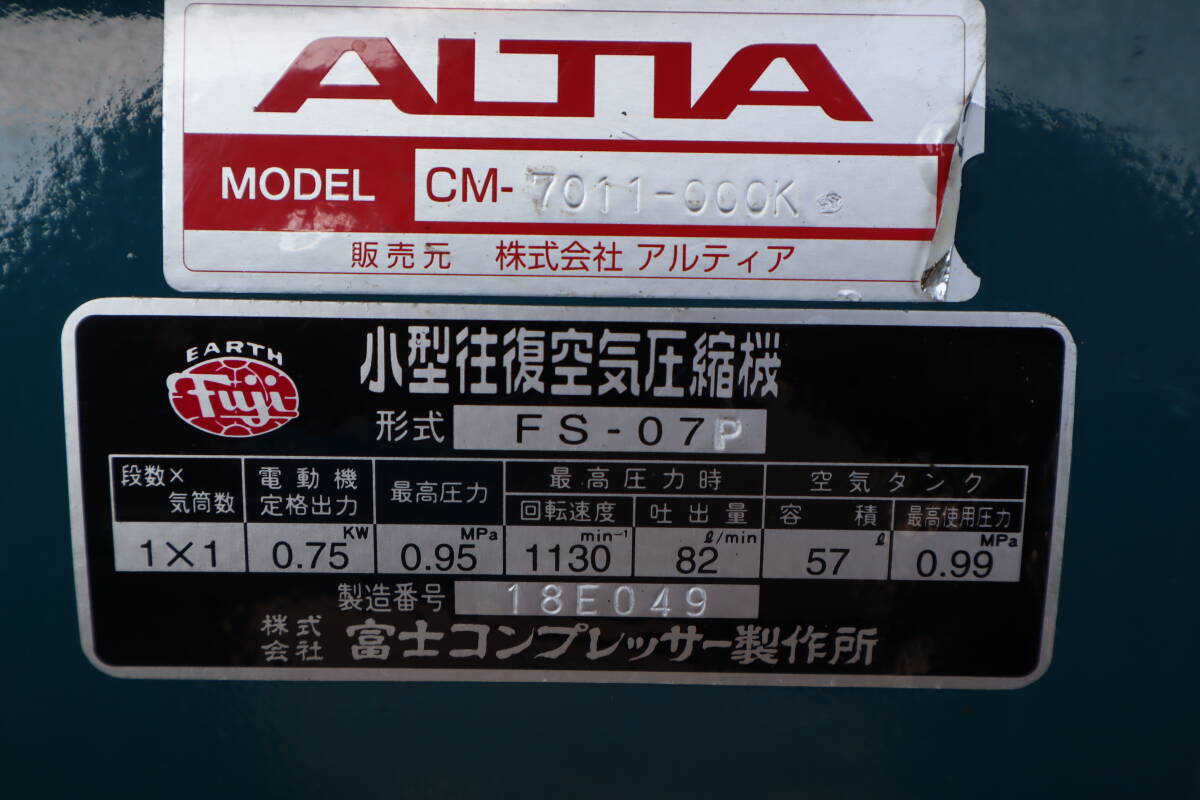 ALTIA
MODEL CM-7011-000K
販売元 株式会社 アルティア
EARTH
Fuji
小型往復空気圧縮機
形式 FS-07P
段数×気筒数 電動機定格出力 最高圧力 最高圧力時 空気タンク
回転速度 吐出量 容積 最高使用圧力
1×1 0.75 KW 0.95 MPa 1130 min⁻¹ 82 ℓ/min 57 ℓ 0.99 MPa
製造番号 18E049
株式会社 富士コンプレッサー製作所